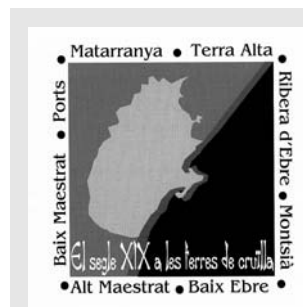 • Matarranya • Terra Alta
Ribera d'Ebre • Montsià
• Alt Maestrat • Baix Ebre •
Baix Maestrat • Ports
El segle XIX a les terres de cruïlla